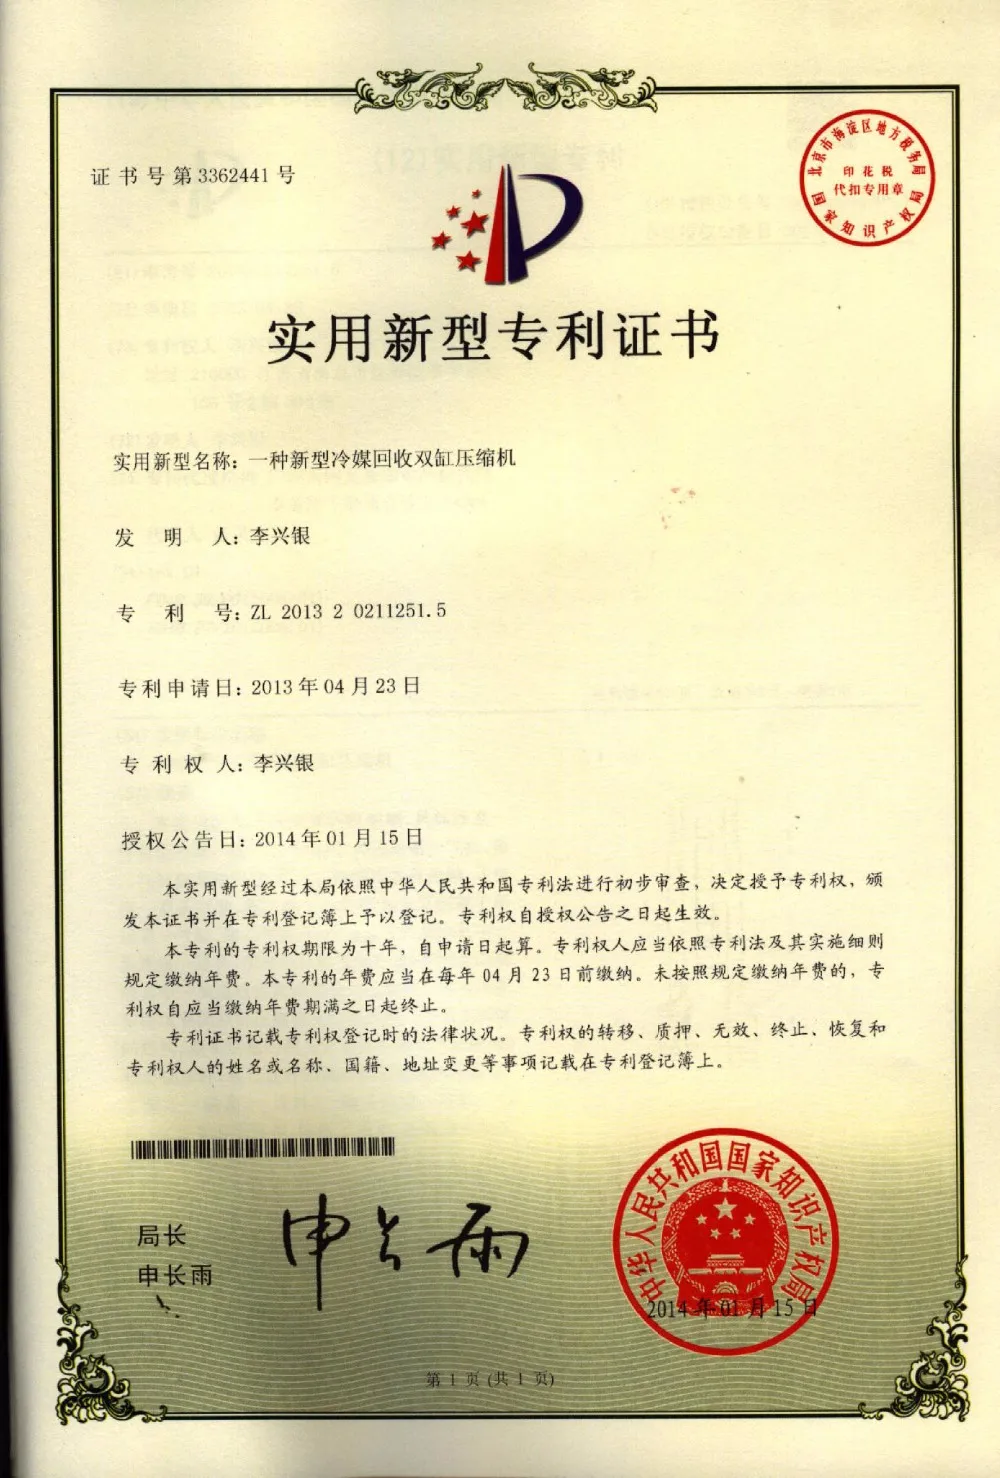 证书号第3362441号
北京市海淀区地方税务局
印花税
代扣专用章
国家知识产权局
实用新型专利证书
实用新型名称：一种新型冷媒回收双缸压缩机
发 明 人：李兴银
专 利 号：ZL 2013 2 0211251.5
专利申请日：2013年04月23日
专 利 权 人：李兴银
授权公告日：2014年01月15日
本实用新型经过本局依照中华人民共和国专利法进行初步审查，决定授予专利权，颁
发本证书并在专利登记簿上予以登记。专利权自授权公告之日起生效。
本专利的专利权期限为十年，自申请日起算。专利权人应当依照专利法及其实施细则
规定缴纳年费。本专利的年费应当在每年04月23日前缴纳。未按照规定缴纳年费的，专
利权自应当缴纳年费期满之日起终止。
专利证书记载专利权登记时的法律状况。专利权的转移、质押、无效、终止、恢复和
专利权人的姓名或名称、国籍、地址变更等事项记载在专利登记簿上。
局长
申长雨
申长雨
中华人民共和国国家知识产权局
2014年01月15日
第 1 页 (共 1 页)